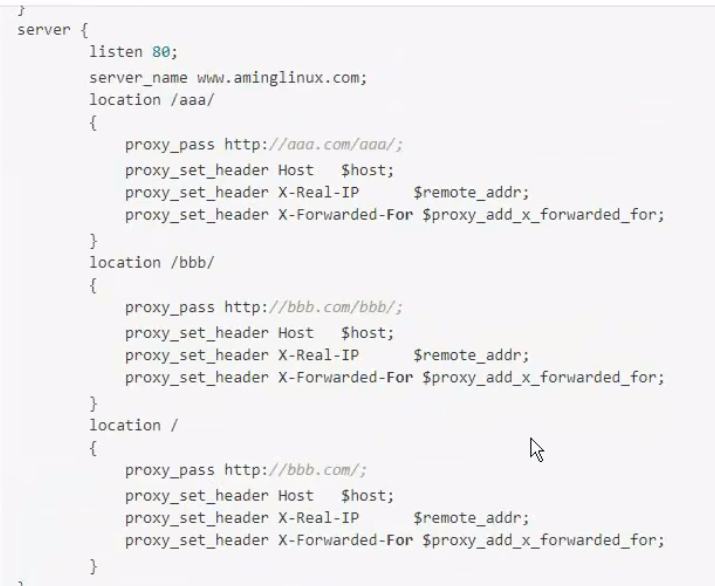 }
server {
listen 80;
server_name www.aminglinux.com;
location /aaa/
{
proxy_pass http://aaa.com/aaa/;
proxy_set_header Host   $host;
proxy_set_header X-Real-IP      $remote_addr;
proxy_set_header X-Forwarded-For $proxy_add_x_forwarded_for;
}
location /bbb/
{
proxy_pass http://bbb.com/bbb/;
proxy_set_header Host   $host;
proxy_set_header X-Real-IP      $remote_addr;
proxy_set_header X-Forwarded-For $proxy_add_x_forwarded_for;
}
location /
{
proxy_pass http://bbb.com/;
proxy_set_header Host   $host;
proxy_set_header X-Real-IP      $remote_addr;
proxy_set_header X-Forwarded-For $proxy_add_x_forwarded_for;
}
}